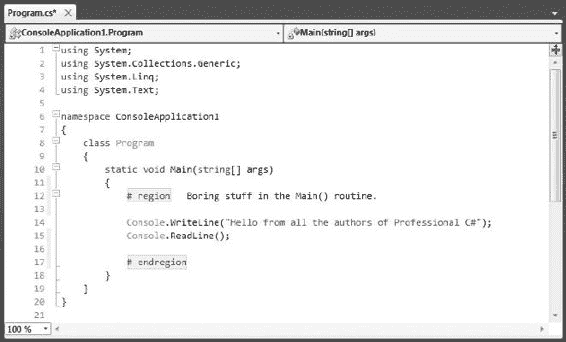 Program.cs* X
ConsoleApplication1.Program Main(string[] args)
1 using System;
2 using System.Collections.Generic;
3 using System.Linq;
4 using System.Text;
5
6 namespace ConsoleApplication1
7 {
8 class Program
9 {
10 static void Main(string[] args)
11 {
12 # region Boring stuff in the Main() routine.
13
14 Console.WriteLine("Hello from all the authors of Professional C#");
15 Console.ReadLine();
16
17 # endregion
18 }
19 }
20 }
21
100 %